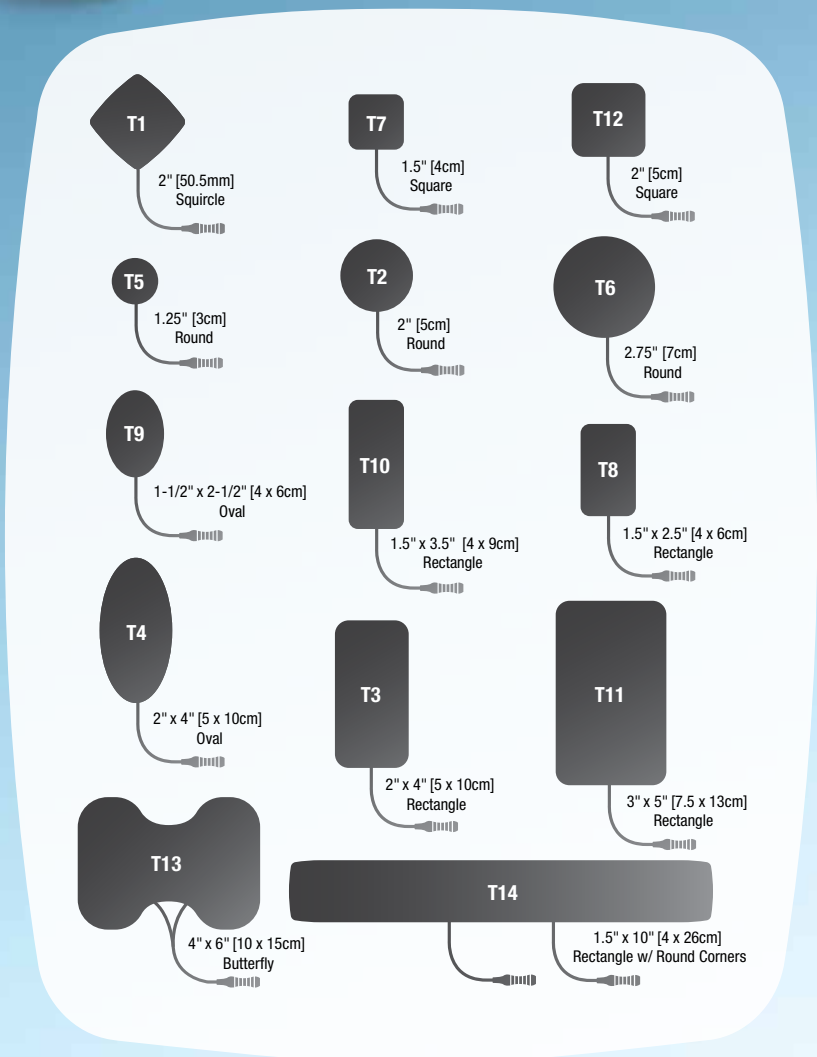 T1
2" [50.5mm]
Squircle
T7
1.5" [4cm]
Square
T12
2" [5cm]
Square
T5
1.25" [3cm]
Round
T2
2" [5cm]
Round
T6
2.75" [7cm]
Round
T9
1-1/2" x 2-1/2" [4 x 6cm]
Oval
T10
1.5" x 3.5" [4 x 9cm]
Rectangle
T8
1.5" x 2.5" [4 x 6cm]
Rectangle
T4
2" x 4" [5 x 10cm]
Oval
T3
2" x 4" [5 x 10cm]
Rectangle
T11
3" x 5" [7.5 x 13cm]
Rectangle
T13
4" x 6" [10 x 15cm]
Butterfly
T14
1.5" x 10" [4 x 26cm]
Rectangle w/ Round Corners